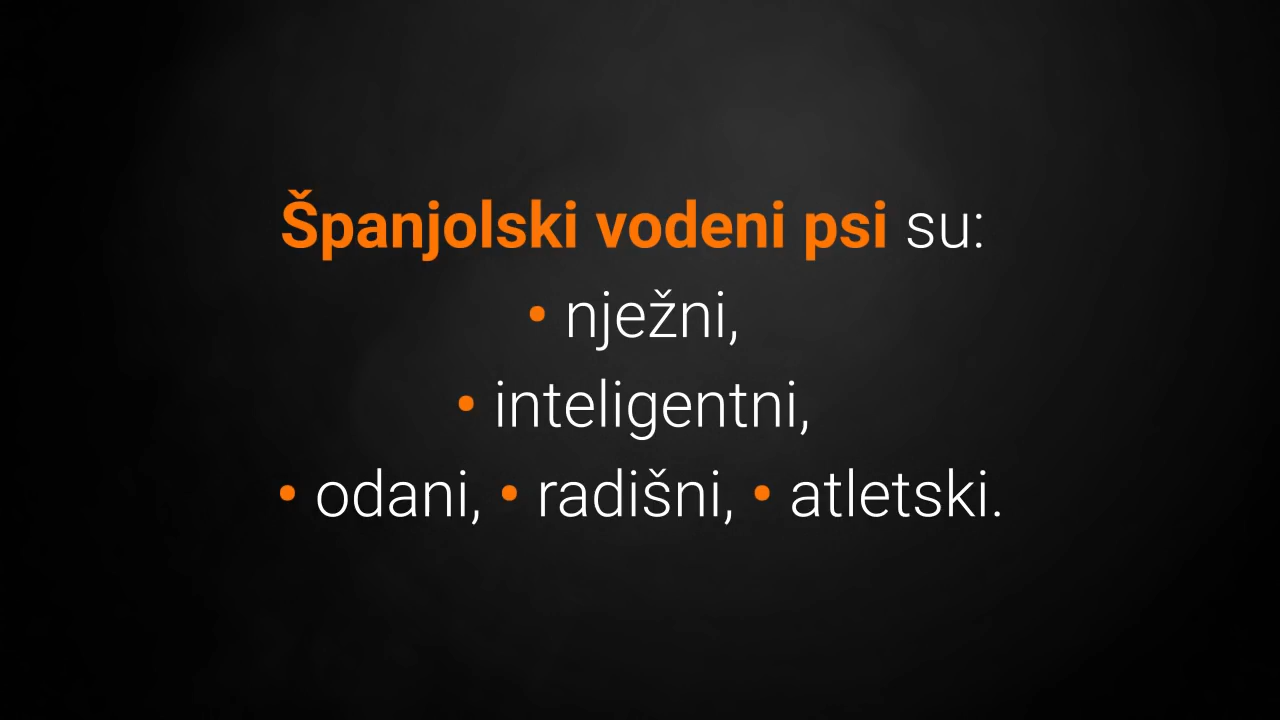 Španjolski vodeni psi su:
• nježni,
• inteligentni,
• odani, • radišni, • atletski.